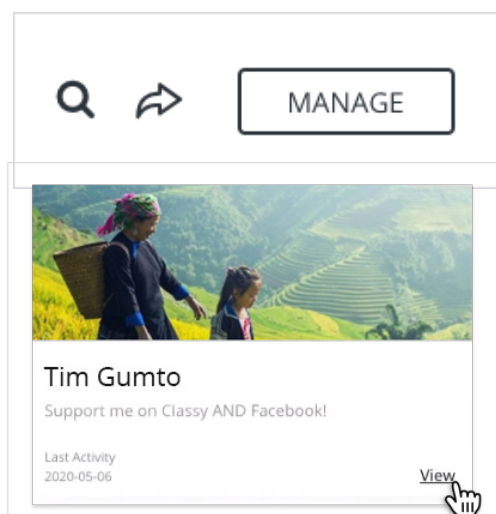 MANAGE
Tim Gumto
Support me on Classy AND Facebook!
Last Activity
2020-05-06
View